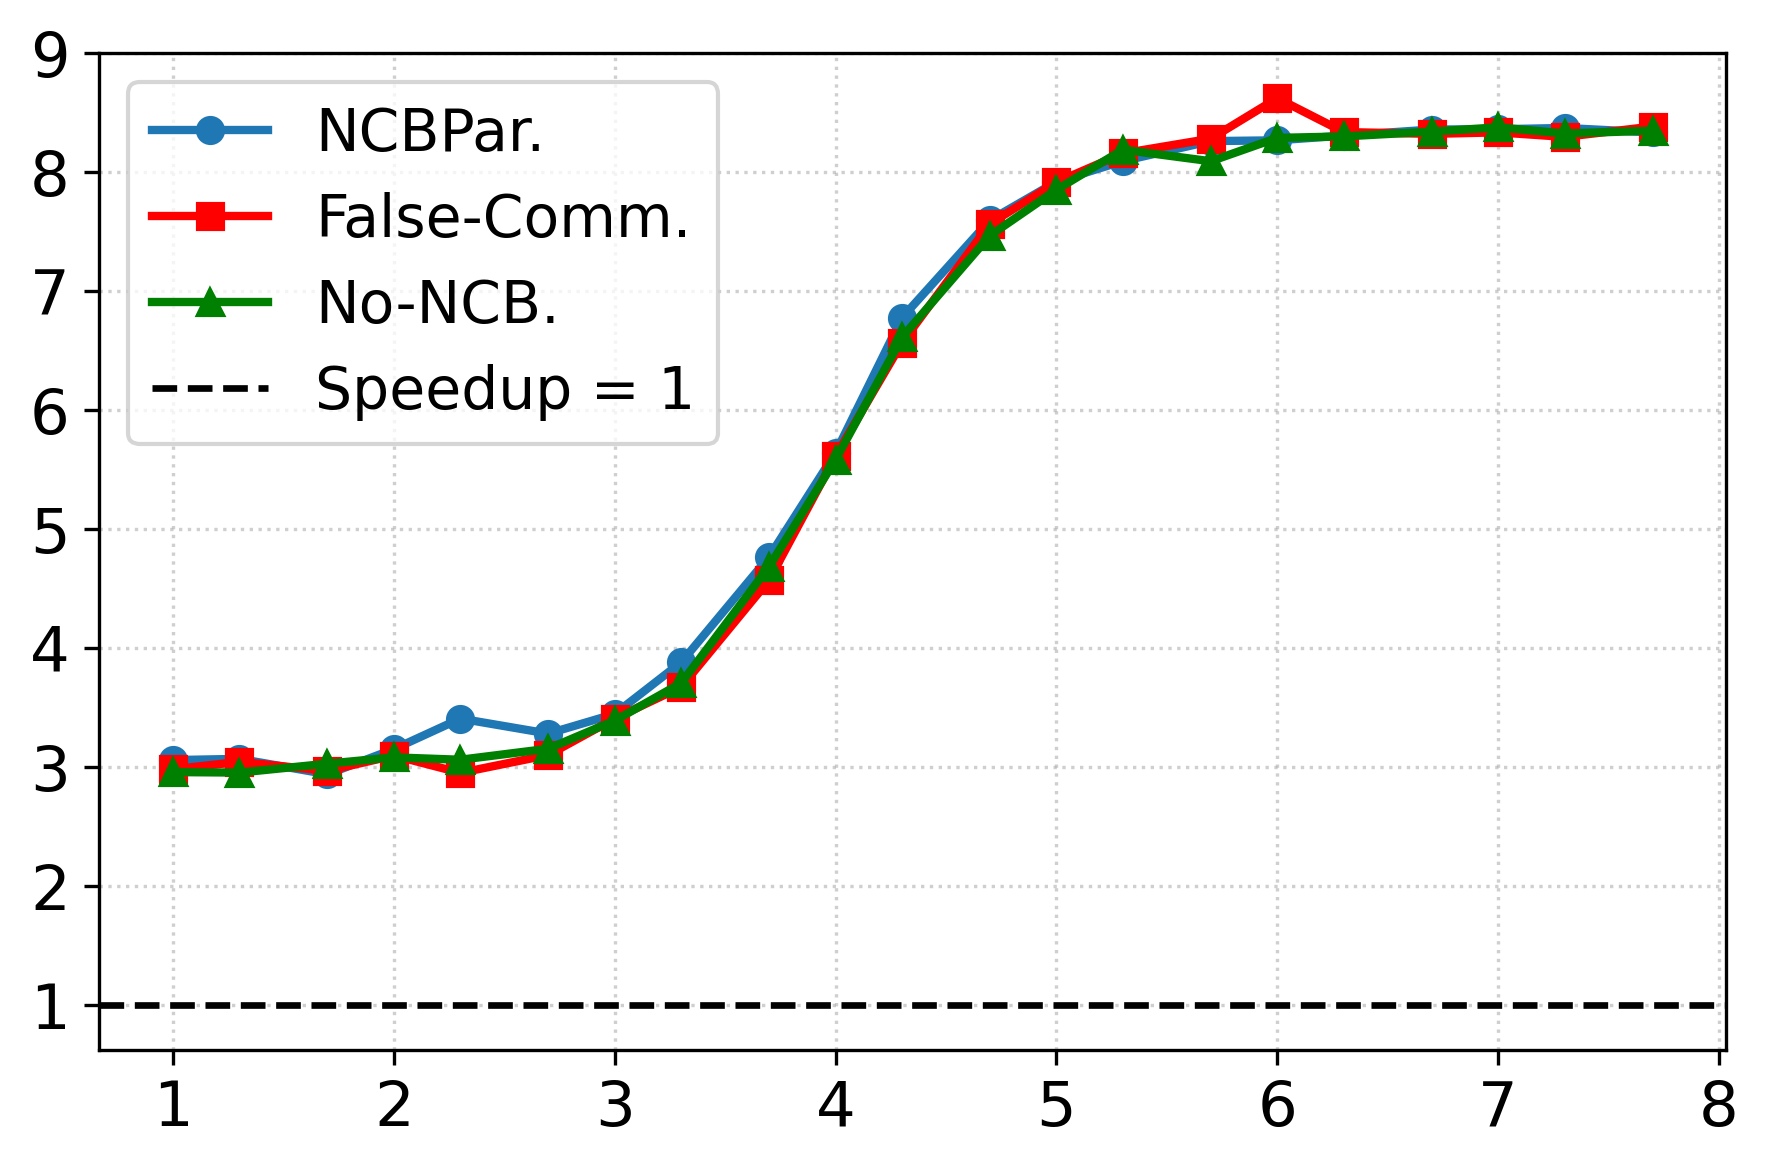 9
8
7
6
5
4
3
2
1
NCBPar.
False-Comm.
No-NCB.
Speedup = 1
1 2 3 4 5 6 7 8